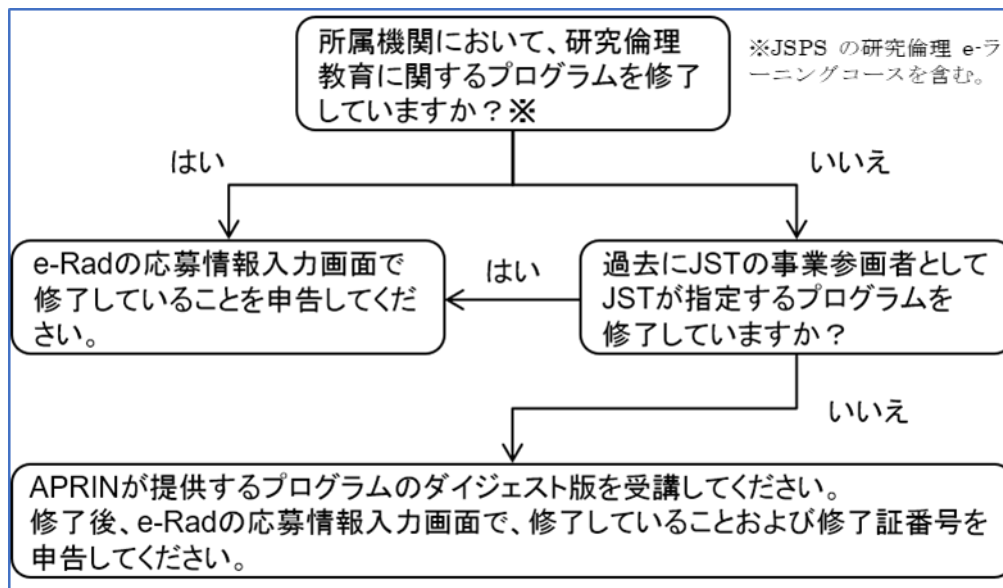 所属機関において、研究倫理
教育に関するプログラムを修了
していますか？※
※JSPS の研究倫理 e-ラ
ーニングコースを含む。
はい
いいえ
e-Radの応募情報入力画面で
修了していることを申告してくだ
さい。
はい
過去にJSTの事業参画者として
JSTが指定するプログラムを
修了していますか？
いいえ
APRINが提供するプログラムのダイジェスト版を受講してください。
修了後、e-Radの応募情報入力画面で、修了していることおよび修了証番号を
申告してください。